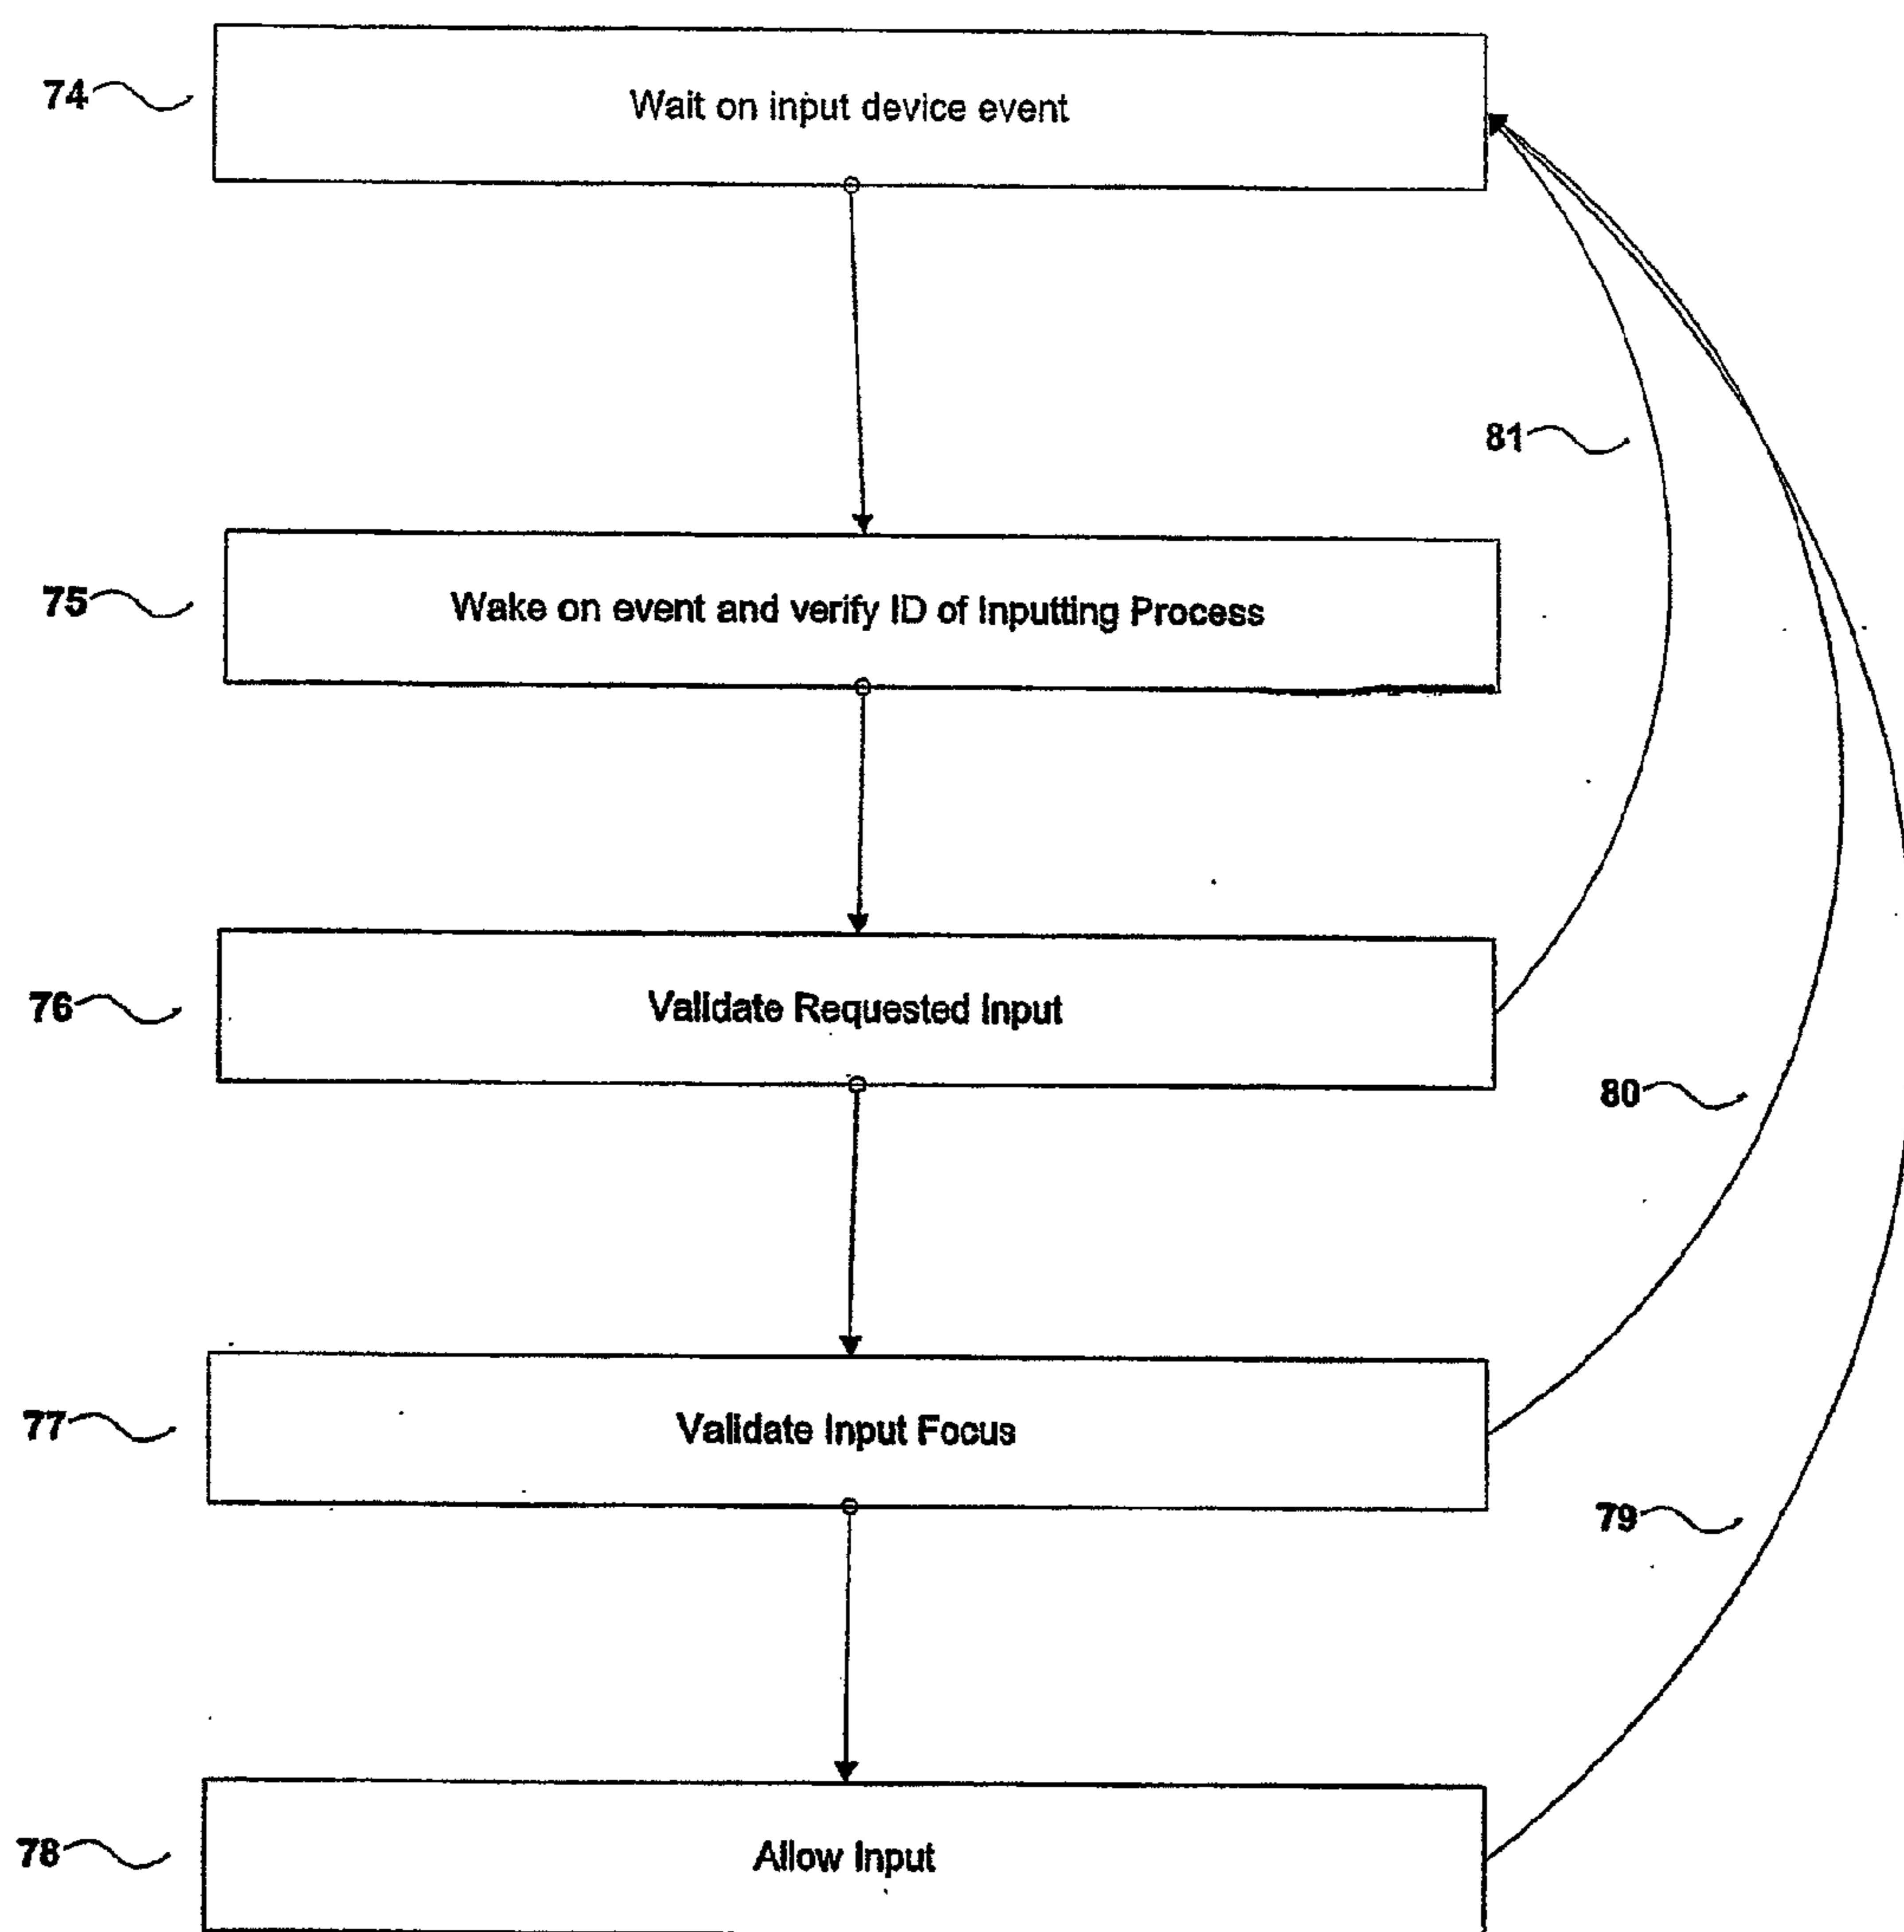 74
Wait on input device event
81
75
Wake on event and verify ID of Inputting Process
76
Validate Requested Input
80
77
Validate Input Focus
79
78
Allow Input